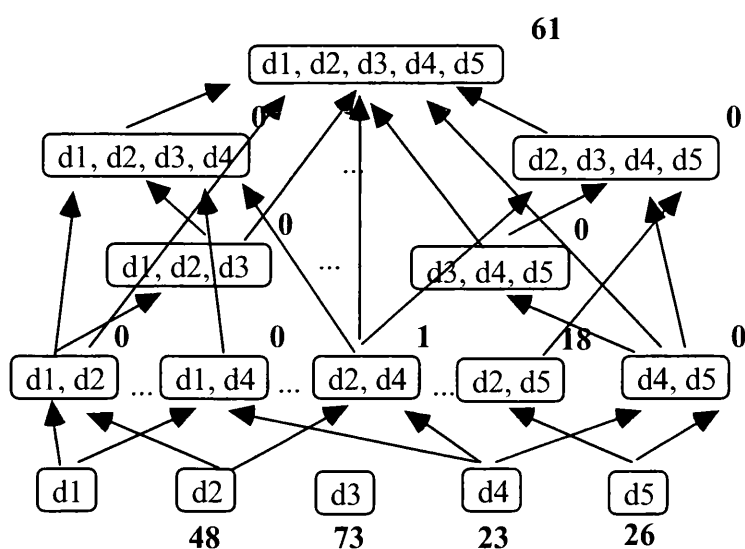 61
d1, d2, d3, d4, d5
0 0
d1, d2, d3, d4 d2, d3, d4, d5
...
0 0
d1, d2, d3 ... d3, d4, d5
0 0 1 18 0
d1, d2 ... d1, d4 ... d2, d4 ... d2, d5 d4, d5
d1 d2 d3 d4 d5
48 73 23 26